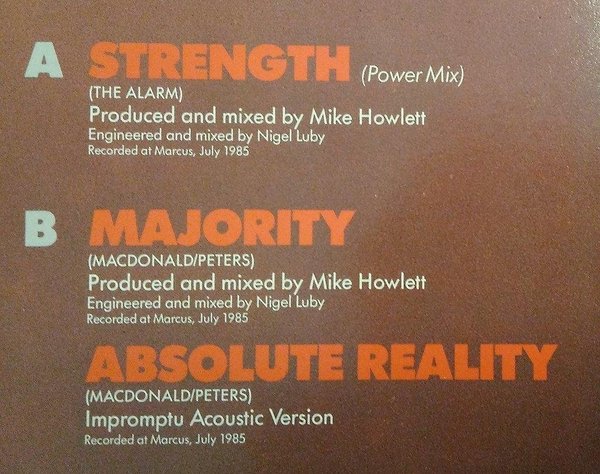 A STRENGTH (Power Mix)
(THE ALARM)
Produced and mixed by Mike Howlett
Engineered and mixed by Nigel Luby
Recorded at Marcus, July 1985
B MAJORITY
(MACDONALD/PETERS)
Produced and mixed by Mike Howlett
Engineered and mixed by Nigel Luby
Recorded at Marcus, July 1985
ABSOLUTE REALITY
(MACDONALD/PETERS)
Impromptu Acoustic Version
Recorded at Marcus, July 1985